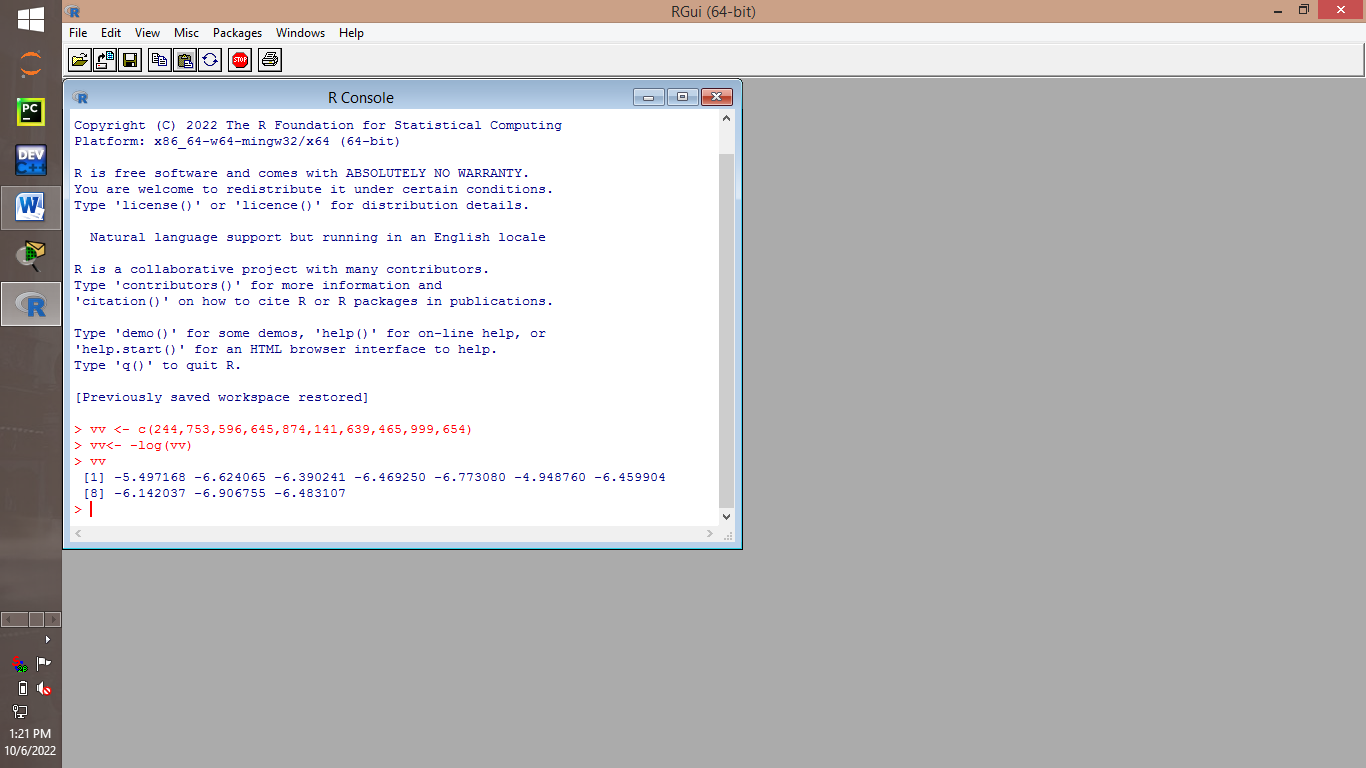 RGui (64-bit)
File Edit View Misc Packages Windows Help
STOP
R Console
Copyright (C) 2022 The R Foundation for Statistical Computing
Platform: x86_64-w64-mingw32/x64 (64-bit)
R is free software and comes with ABSOLUTELY NO WARRANTY.
You are welcome to redistribute it under certain conditions.
Type 'license()' or 'licence()' for distribution details.
Natural language support but running in an English locale
R is a collaborative project with many contributors.
Type 'contributors()' for more information and
'citation()' on how to cite R or R packages in publications.
Type 'demo()' for some demos, 'help()' for on-line help, or
'help.start()' for an HTML browser interface to help.
Type 'q()' to quit R.
[Previously saved workspace restored]
> vv <- c(244,753,596,645,874,141,639,465,999,654)
> vv<- -log(vv)
> vv
[1] -5.497168 -6.624065 -6.390241 -6.469250 -6.773080 -4.948760 -6.459904
[8] -6.142037 -6.906755 -6.483107
>
PC
DEV
C++
W
R
1:21 PM
10/6/2022